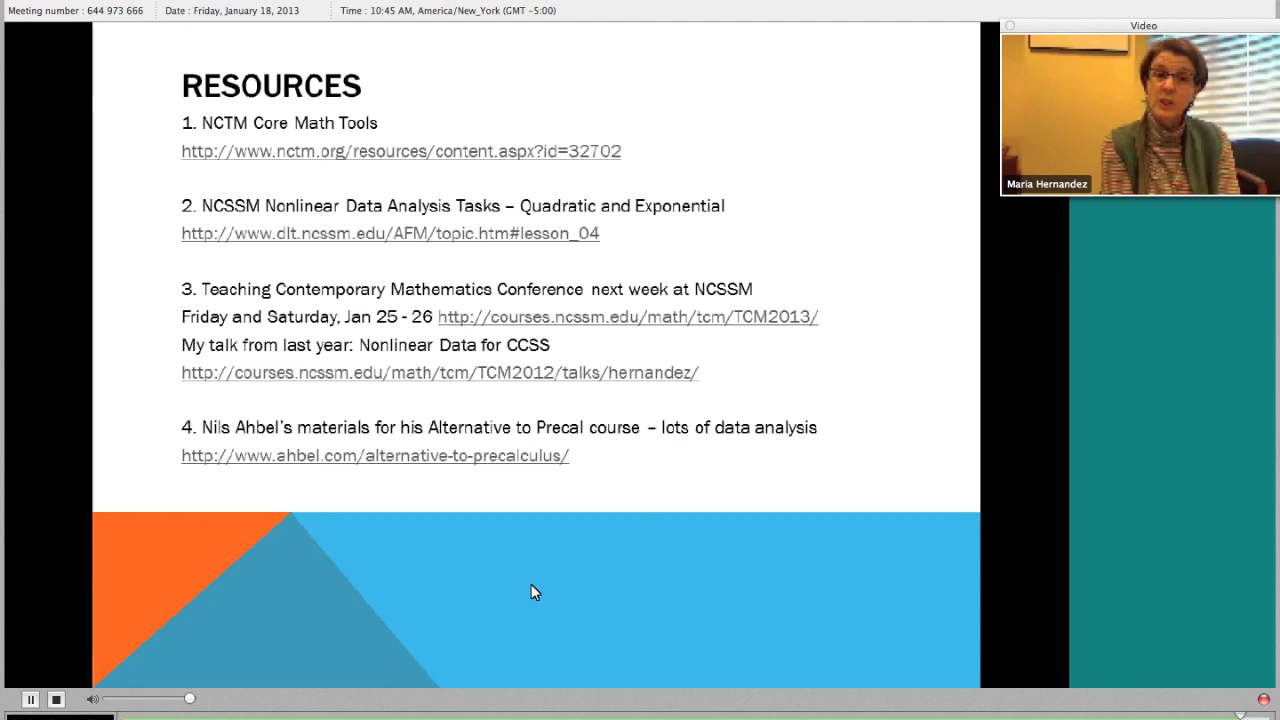 Meeting number : 644 973 666 Date : Friday, January 18, 2013 Time : 10:45 AM, America/New_York (GMT -5:00)
Video
Maria Hernandez
RESOURCES
1. NCTM Core Math Tools
http://www.nctm.org/resources/content.aspx?id=32702
2. NCSSM Nonlinear Data Analysis Tasks – Quadratic and Exponential
http://www.dlt.ncssm.edu/AFM/topic.htm#lesson_04
3. Teaching Contemporary Mathematics Conference next week at NCSSM
Friday and Saturday, Jan 25 - 26 http://courses.ncssm.edu/math/tcm/TCM2013/
My talk from last year: Nonlinear Data for CCSS
http://courses.ncssm.edu/math/tcm/TCM2012/talks/hernandez/
4. Nils Ahbel's materials for his Alternative to Precal course – lots of data analysis
http://www.ahbel.com/alternative-to-precalculus/